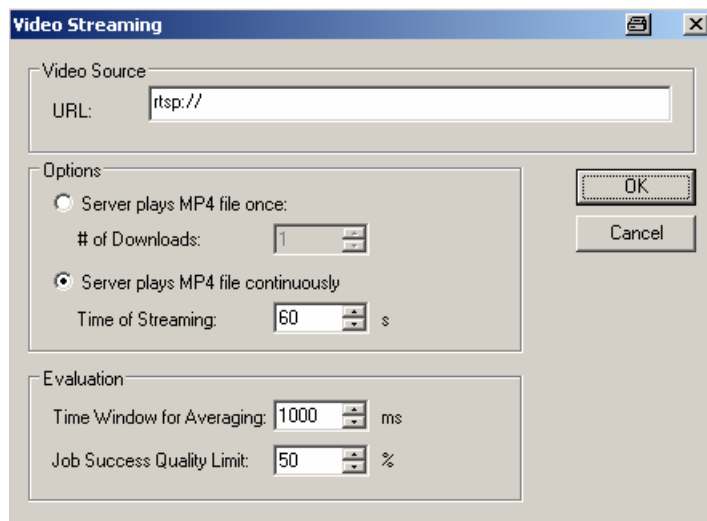 Video Streaming
Video Source
URL: rtsp://
Options
Server plays MP4 file once:
# of Downloads: 1
Server plays MP4 file continuously
Time of Streaming: 60 s
OK
Cancel
Evaluation
Time Window for Averaging: 1000 ms
Job Success Quality Limit: 50 %